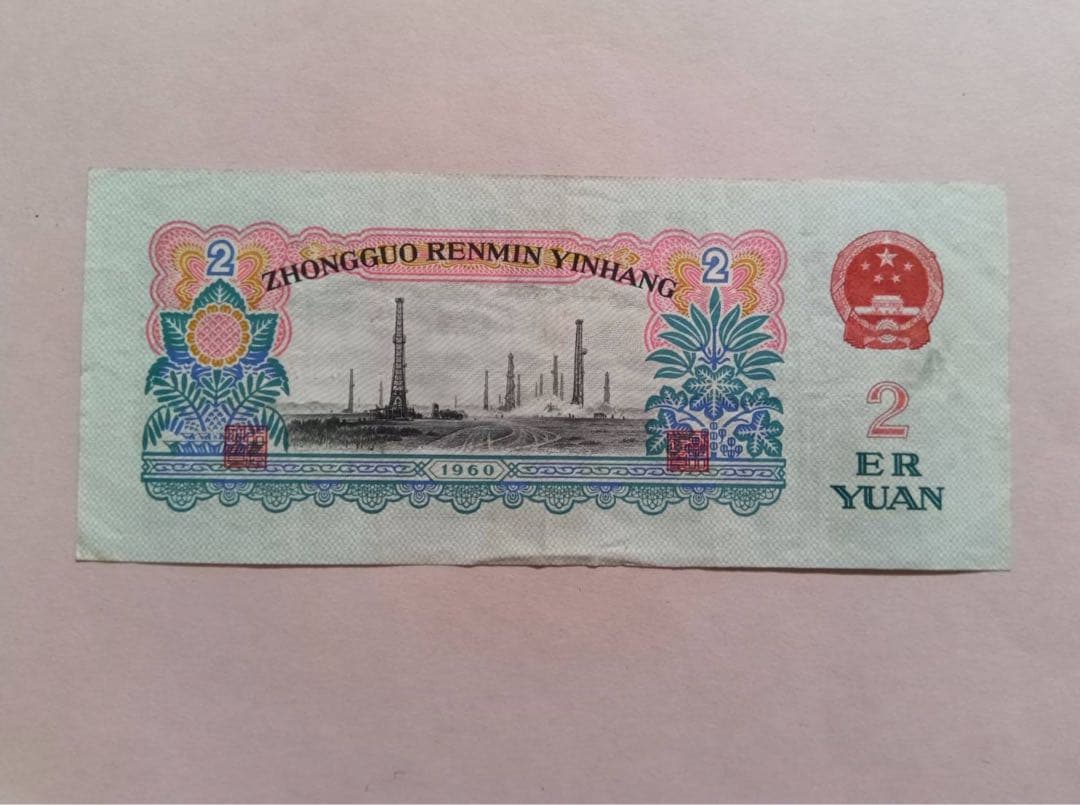 2
2
ZHONGGUO RENMIN YINHANG
1960
2
ER
YUAN